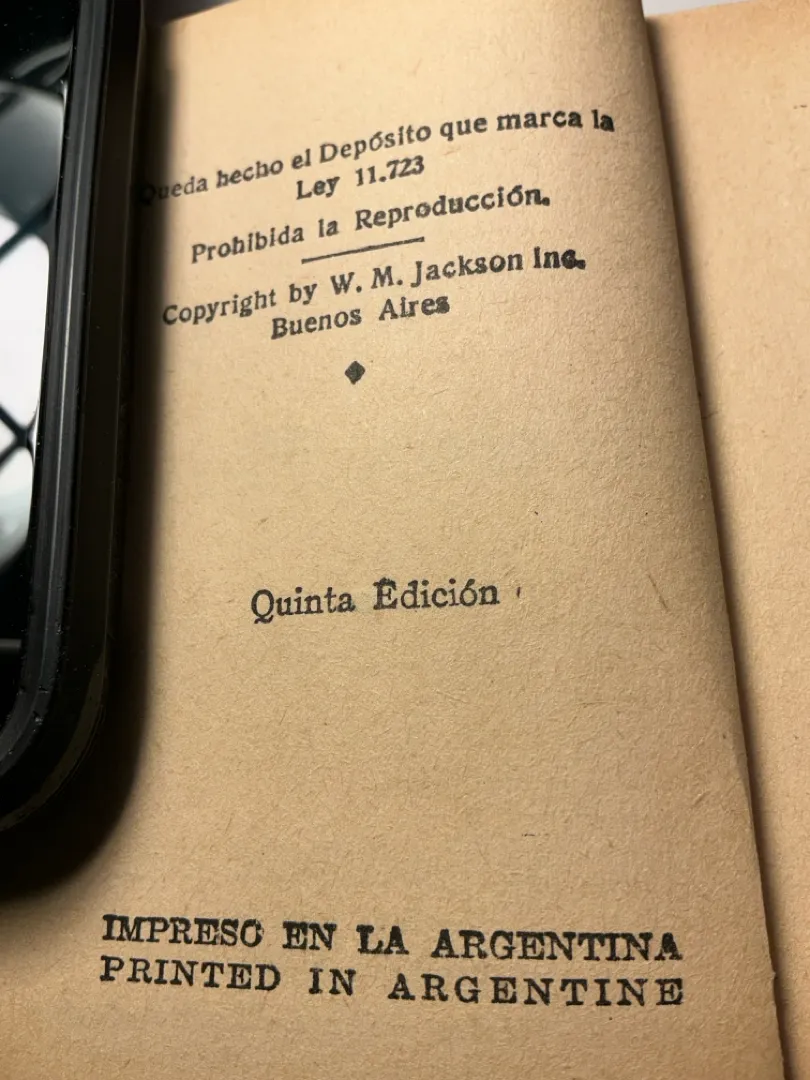 Queda hecho el Depósito que marca la
Ley 11.723
Prohibida la Reproducción.
Copyright by W. M. Jackson Inc.
Buenos Aires
Quinta Edición
IMPRESO EN LA ARGENTINA
PRINTED IN ARGENTINE